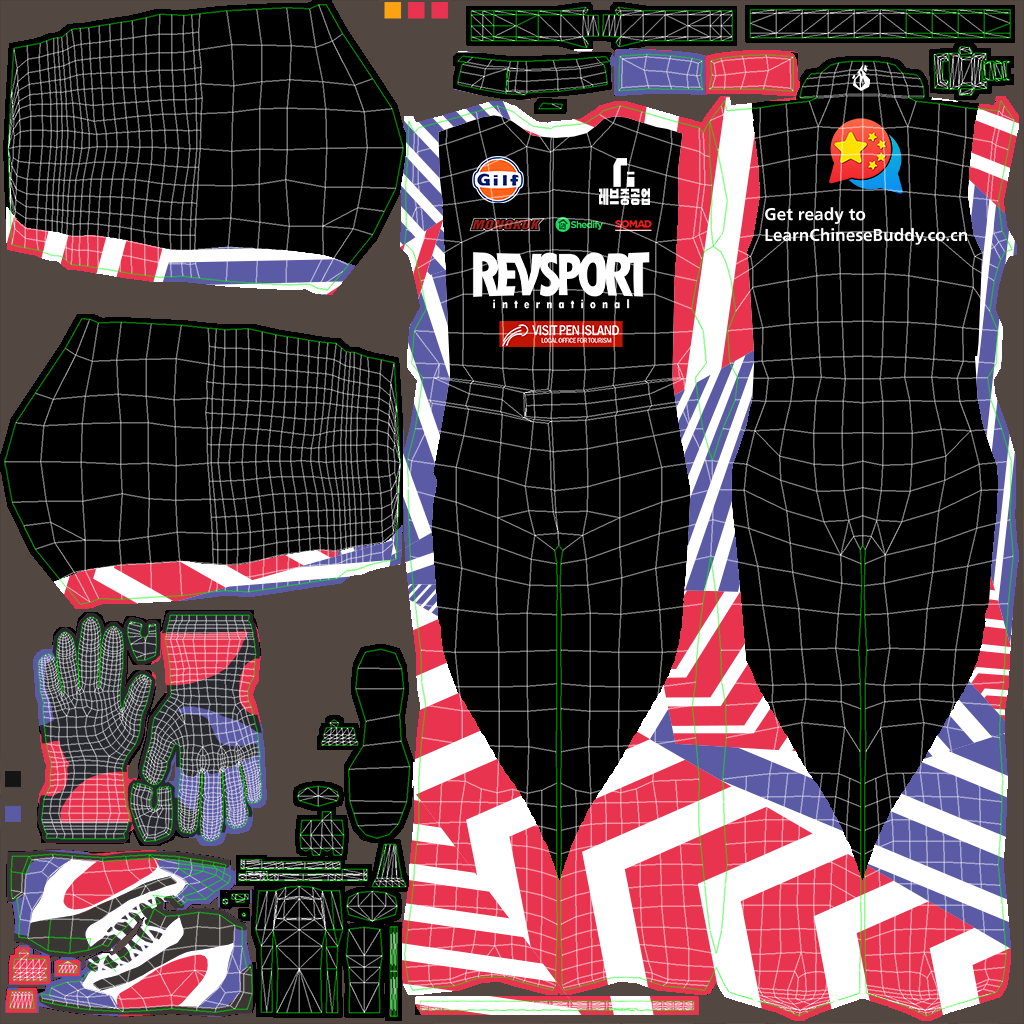 Gilf
레브중공업
MONGKOK
Shedify
SOMAD
REVSPORT
international
VISIT PEN ISLAND
LOCAL OFFICE FOR TOURISM
Get ready to
LearnChineseBuddy.co.cn